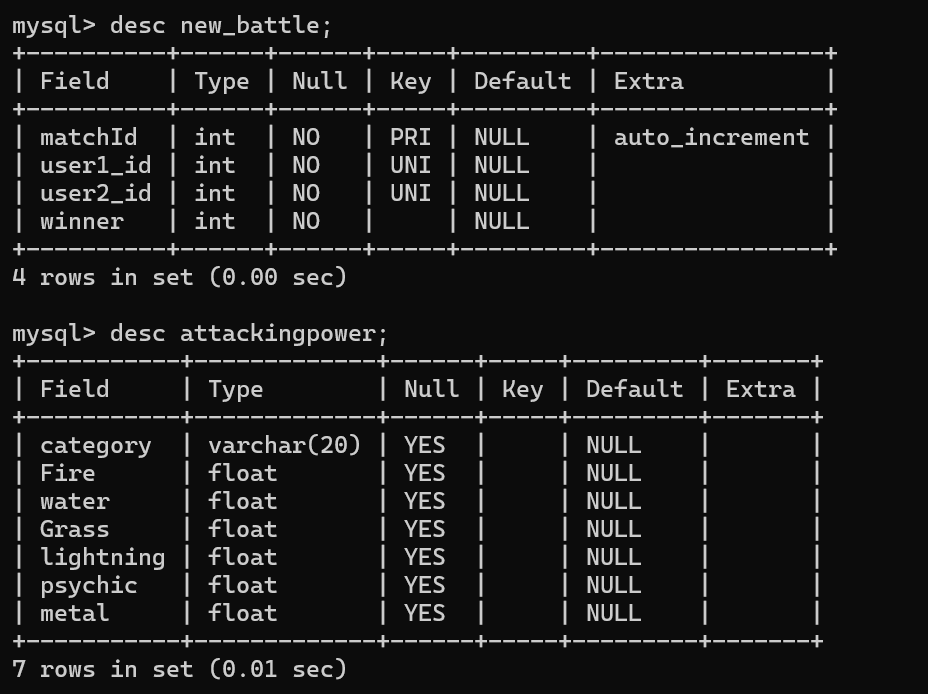 mysql> desc new_battle;
+----------+------+------+-----+---------+----------------+
| Field    | Type | Null | Key | Default | Extra          |
+----------+------+------+-----+---------+----------------+
| matchId  | int  | NO   | PRI | NULL    | auto_increment |
| user1_id | int  | NO   | UNI | NULL    |                |
| user2_id | int  | NO   | UNI | NULL    |                |
| winner   | int  | NO   |     | NULL    |                |
+----------+------+------+-----+---------+----------------+
4 rows in set (0.00 sec)

mysql> desc attackingpower;
+-----------+-------------+------+-----+---------+-------+
| Field     | Type        | Null | Key | Default | Extra |
+-----------+-------------+------+-----+---------+-------+
| category  | varchar(20) | YES  |     | NULL    |       |
| Fire      | float       | YES  |     | NULL    |       |
| water     | float       | YES  |     | NULL    |       |
| Grass     | float       | YES  |     | NULL    |       |
| lightning | float       | YES  |     | NULL    |       |
| psychic   | float       | YES  |     | NULL    |       |
| metal     | float       | YES  |     | NULL    |       |
+-----------+-------------+------+-----+---------+-------+
7 rows in set (0.01 sec)